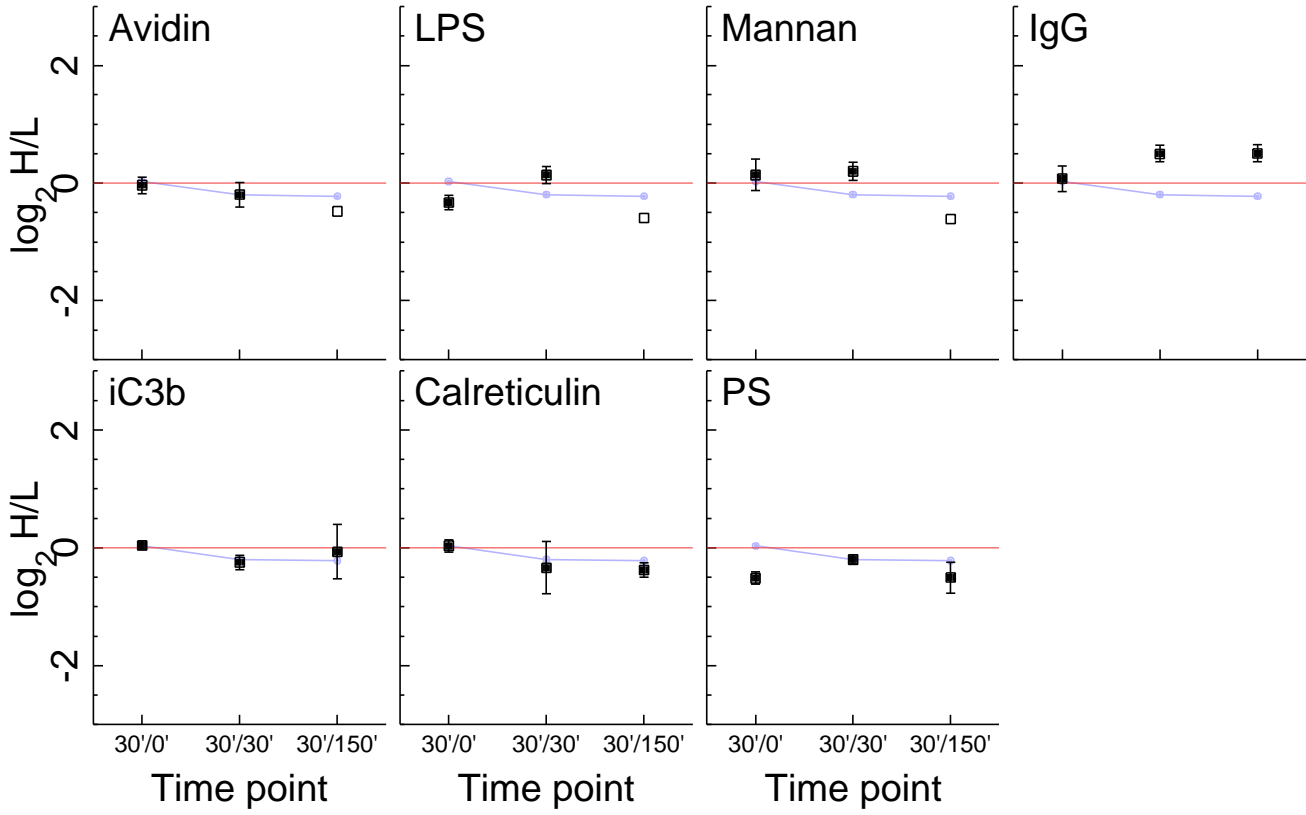 Avidin
LPS
Mannan
IgG
log2 H/L
2
0
-2
iC3b
Calreticulin
PS
log2 H/L
2
0
-2
30'/0' 30'/30' 30'/150'
30'/0' 30'/30' 30'/150'
30'/0' 30'/30' 30'/150'
Time point
Time point
Time point